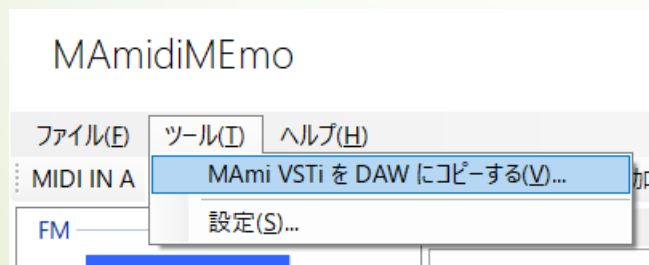 MAmidiMEmo
ファイル(F) ツール(T) ヘルプ(H)
MIDI IN A MAmi VSTi を DAW にコピーする(V)... 加
FM 設定(S)...